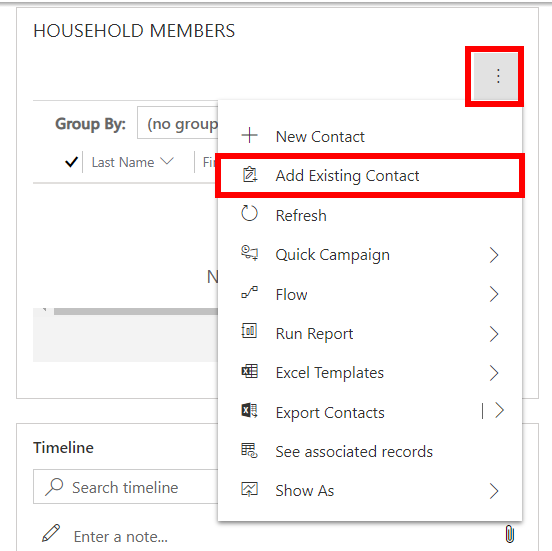 HOUSEHOLD MEMBERS
Group By: (no group
Last Name
New Contact
Add Existing Contact
Refresh
Quick Campaign
Flow
Run Report
Excel Templates
Export Contacts
See associated records
Show As
Timeline
Search timeline
Enter a note...